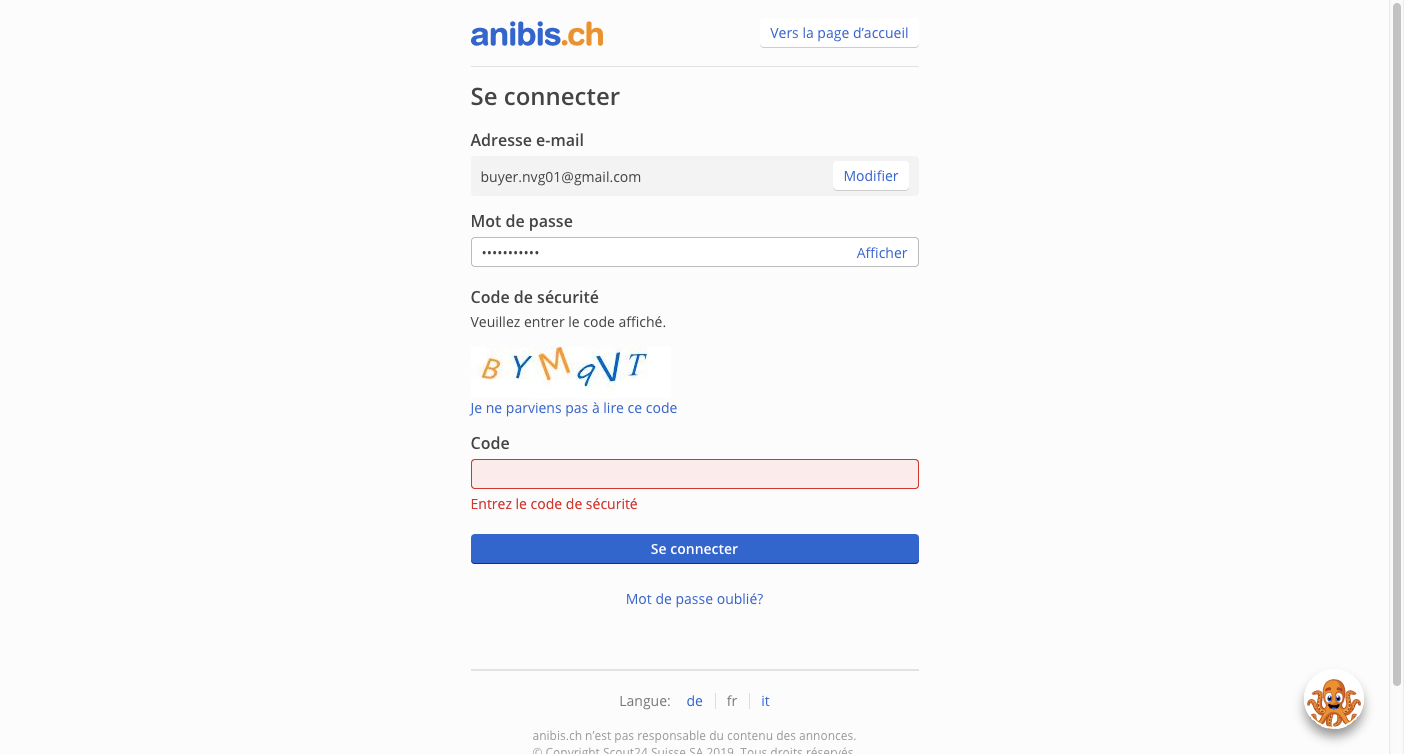 anibis.ch
Vers la page d’accueil
Se connecter
Adresse e-mail
buyer.nvg01@gmail.com
Modifier
Mot de passe
•••••••••••
Afficher
Code de sécurité
Veuillez entrer le code affiché.
BYMqVT
Je ne parviens pas à lire ce code
Code
Entrez le code de sécurité
Se connecter
Mot de passe oublié?
Langue: de fr it
anibis.ch n’est pas responsable du contenu des annonces.
© Copyright Scout24 Suisse SA 2019. Tous droits réservés.